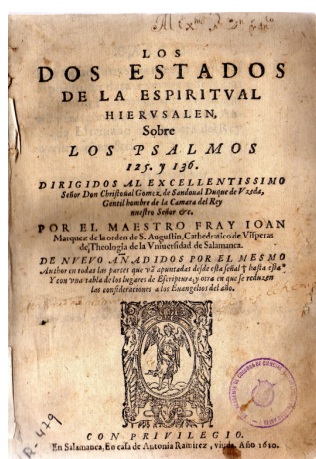 LOS
DOS ESTADOS
DE LA ESPIRITVAL
HIERVSALEN,
Sobre
LOS PSALMOS
125. y 136.
DIRIGIDOS AL EXCELLENTISSIMO
Señor Don Christoual Gomez, de Sandoual Duque de Vzeda,
Gentil hombre de la Camara del Rey
nuestro Señor &c.
POR EL MAESTRO FRAY IOAN
Marquez de la orden de S. Augustin, Cathedratico de Visperas
de Theologia de la Vniuersidad de Salamanca.
DE NVEVO AÑADIDOS POR EL MESMO
Author en todas las partes que vā apuntadas desde esta señal † hasta esta
Y con vna tabla de los lugares de Escriptura, y otra en que se reduzen
las consideraciones a los Euangelios del año.
CON PRIVILEGIO.
En Salamanca, En casa de Antonia Ramirez, viuda. Año 1610.
R-479